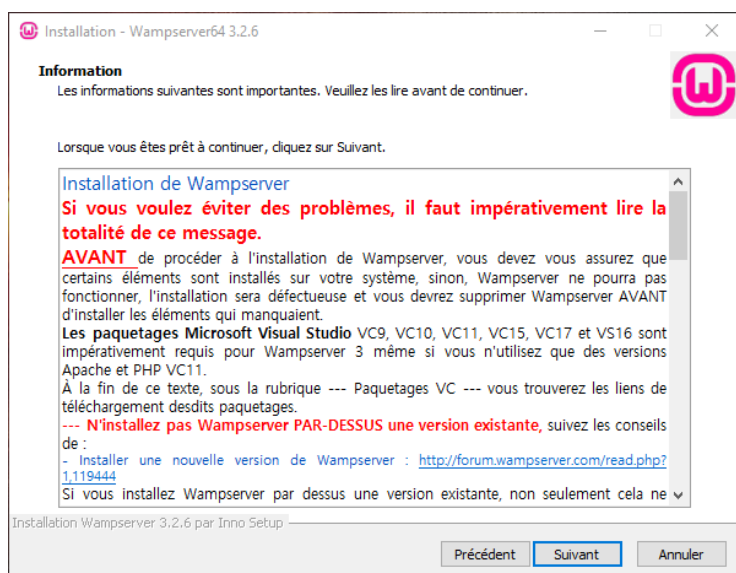 Installation - Wampserver64 3.2.6
Information
Les informations suivantes sont importantes. Veuillez les lire avant de continuer.
Lorsque vous êtes prêt à continuer, cliquez sur Suivant.
Installation de Wampserver
Si vous voulez éviter des problèmes, il faut impérativement lire la
totalité de ce message.
AVANT de procéder à l'installation de Wampserver, vous devez vous assurez que
certains éléments sont installés sur votre système, sinon, Wampserver ne pourra pas
fonctionner, l'installation sera défectueuse et vous devrez supprimer Wampserver AVANT
d'installer les éléments qui manquaient.
Les paquetages Microsoft Visual Studio VC9, VC10, VC11, VC15, VC17 et VS16 sont
impérativement requis pour Wampserver 3 même si vous n'utilisez que des versions
Apache et PHP VC11.
À la fin de ce texte, sous la rubrique --- Paquetages VC --- vous trouverez les liens de
téléchargement desdits paquetages.
--- N'installez pas Wampserver PAR-DESSUS une version existante, suivez les conseils
de :
- Installer une nouvelle version de Wampserver : http://forum.wampserver.com/read.php?
1,119444
Si vous installez Wampserver par dessus une version existante, non seulement cela ne
Installation Wampserver 3.2.6 par Inno Setup
Précédent
Suivant
Annuler